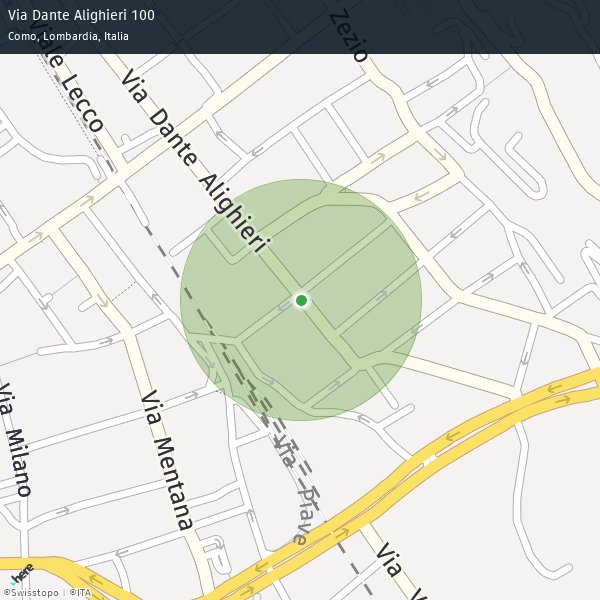 Via Dante Alighieri 100
Como, Lombardia, Italia
Viale Lecco
Via Dante Alighieri
Zezio
Via Milano
Via Mentana
Via Piave
Via V
here
©Swisstopo | ©ITA